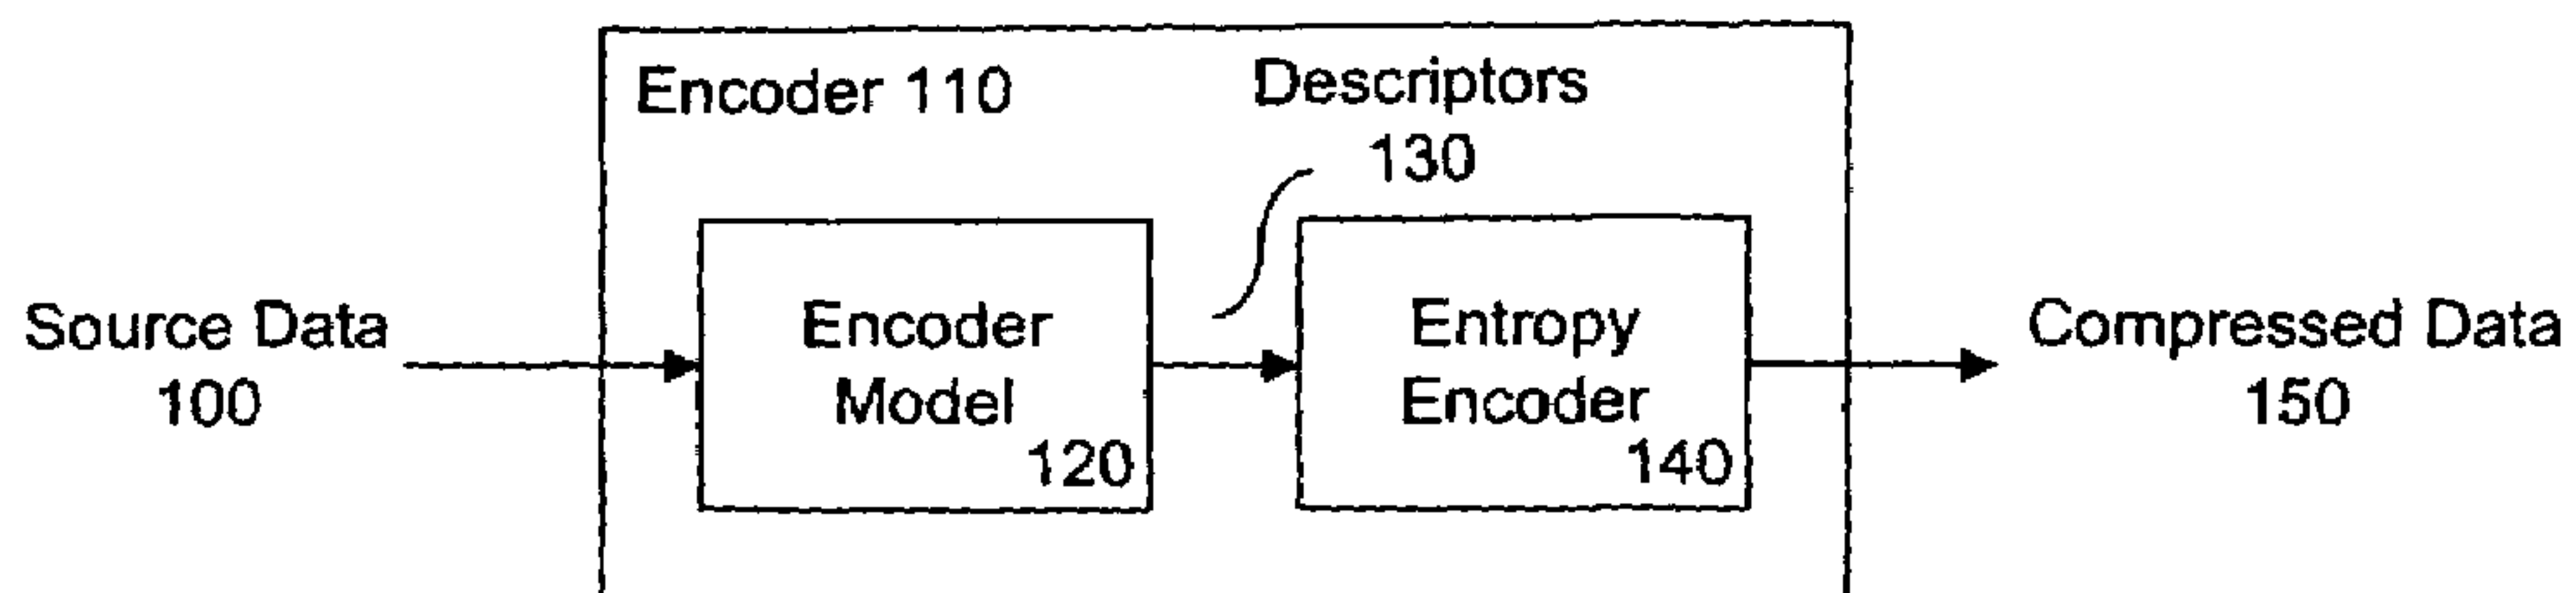 Encoder 110
Descriptors
130
Source Data
100
Encoder
Model
120
Entropy
Encoder
140
Compressed Data
150